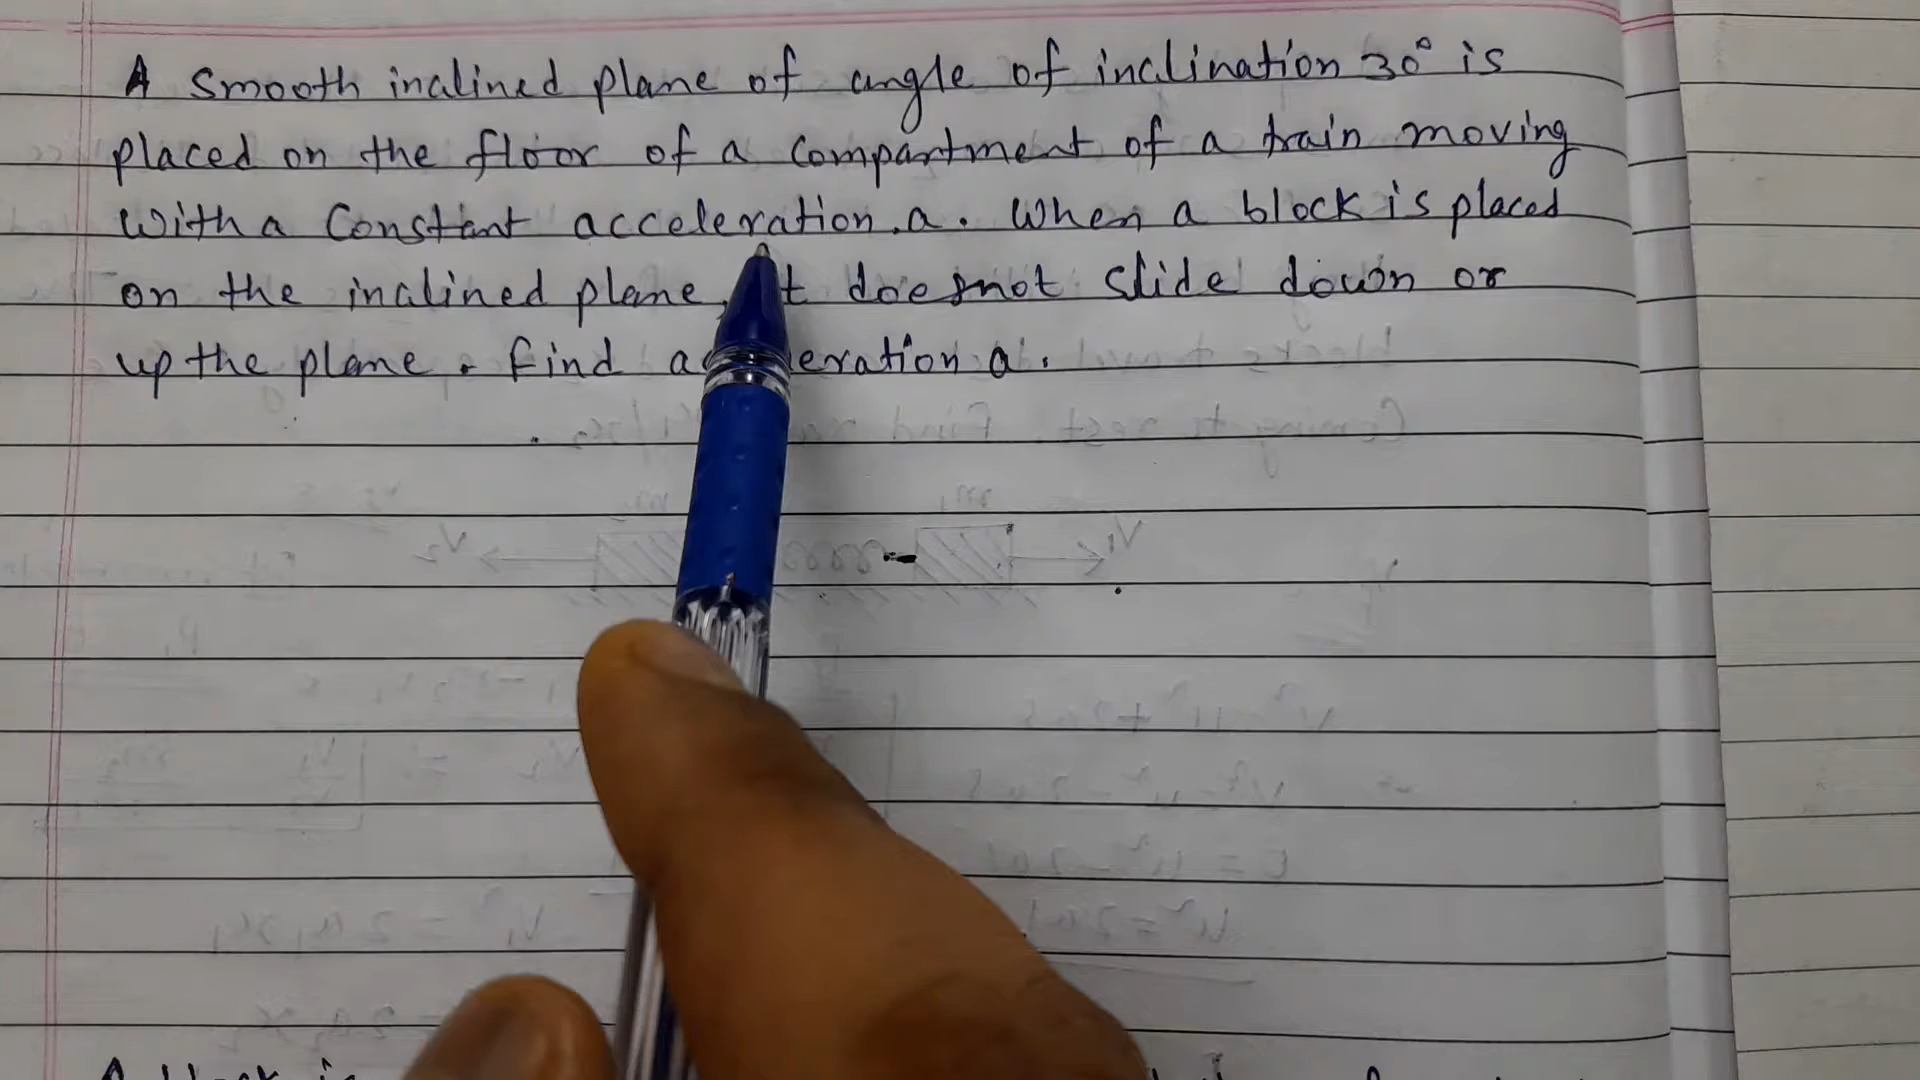 A smooth inclined plane of angle of inclination 30° is
placed on the floor of a compartment of a train moving
with a constant acceleration.a. When a block is placed
on the inclined plane, it does not slide down or
up the plane. Find acceleration a.